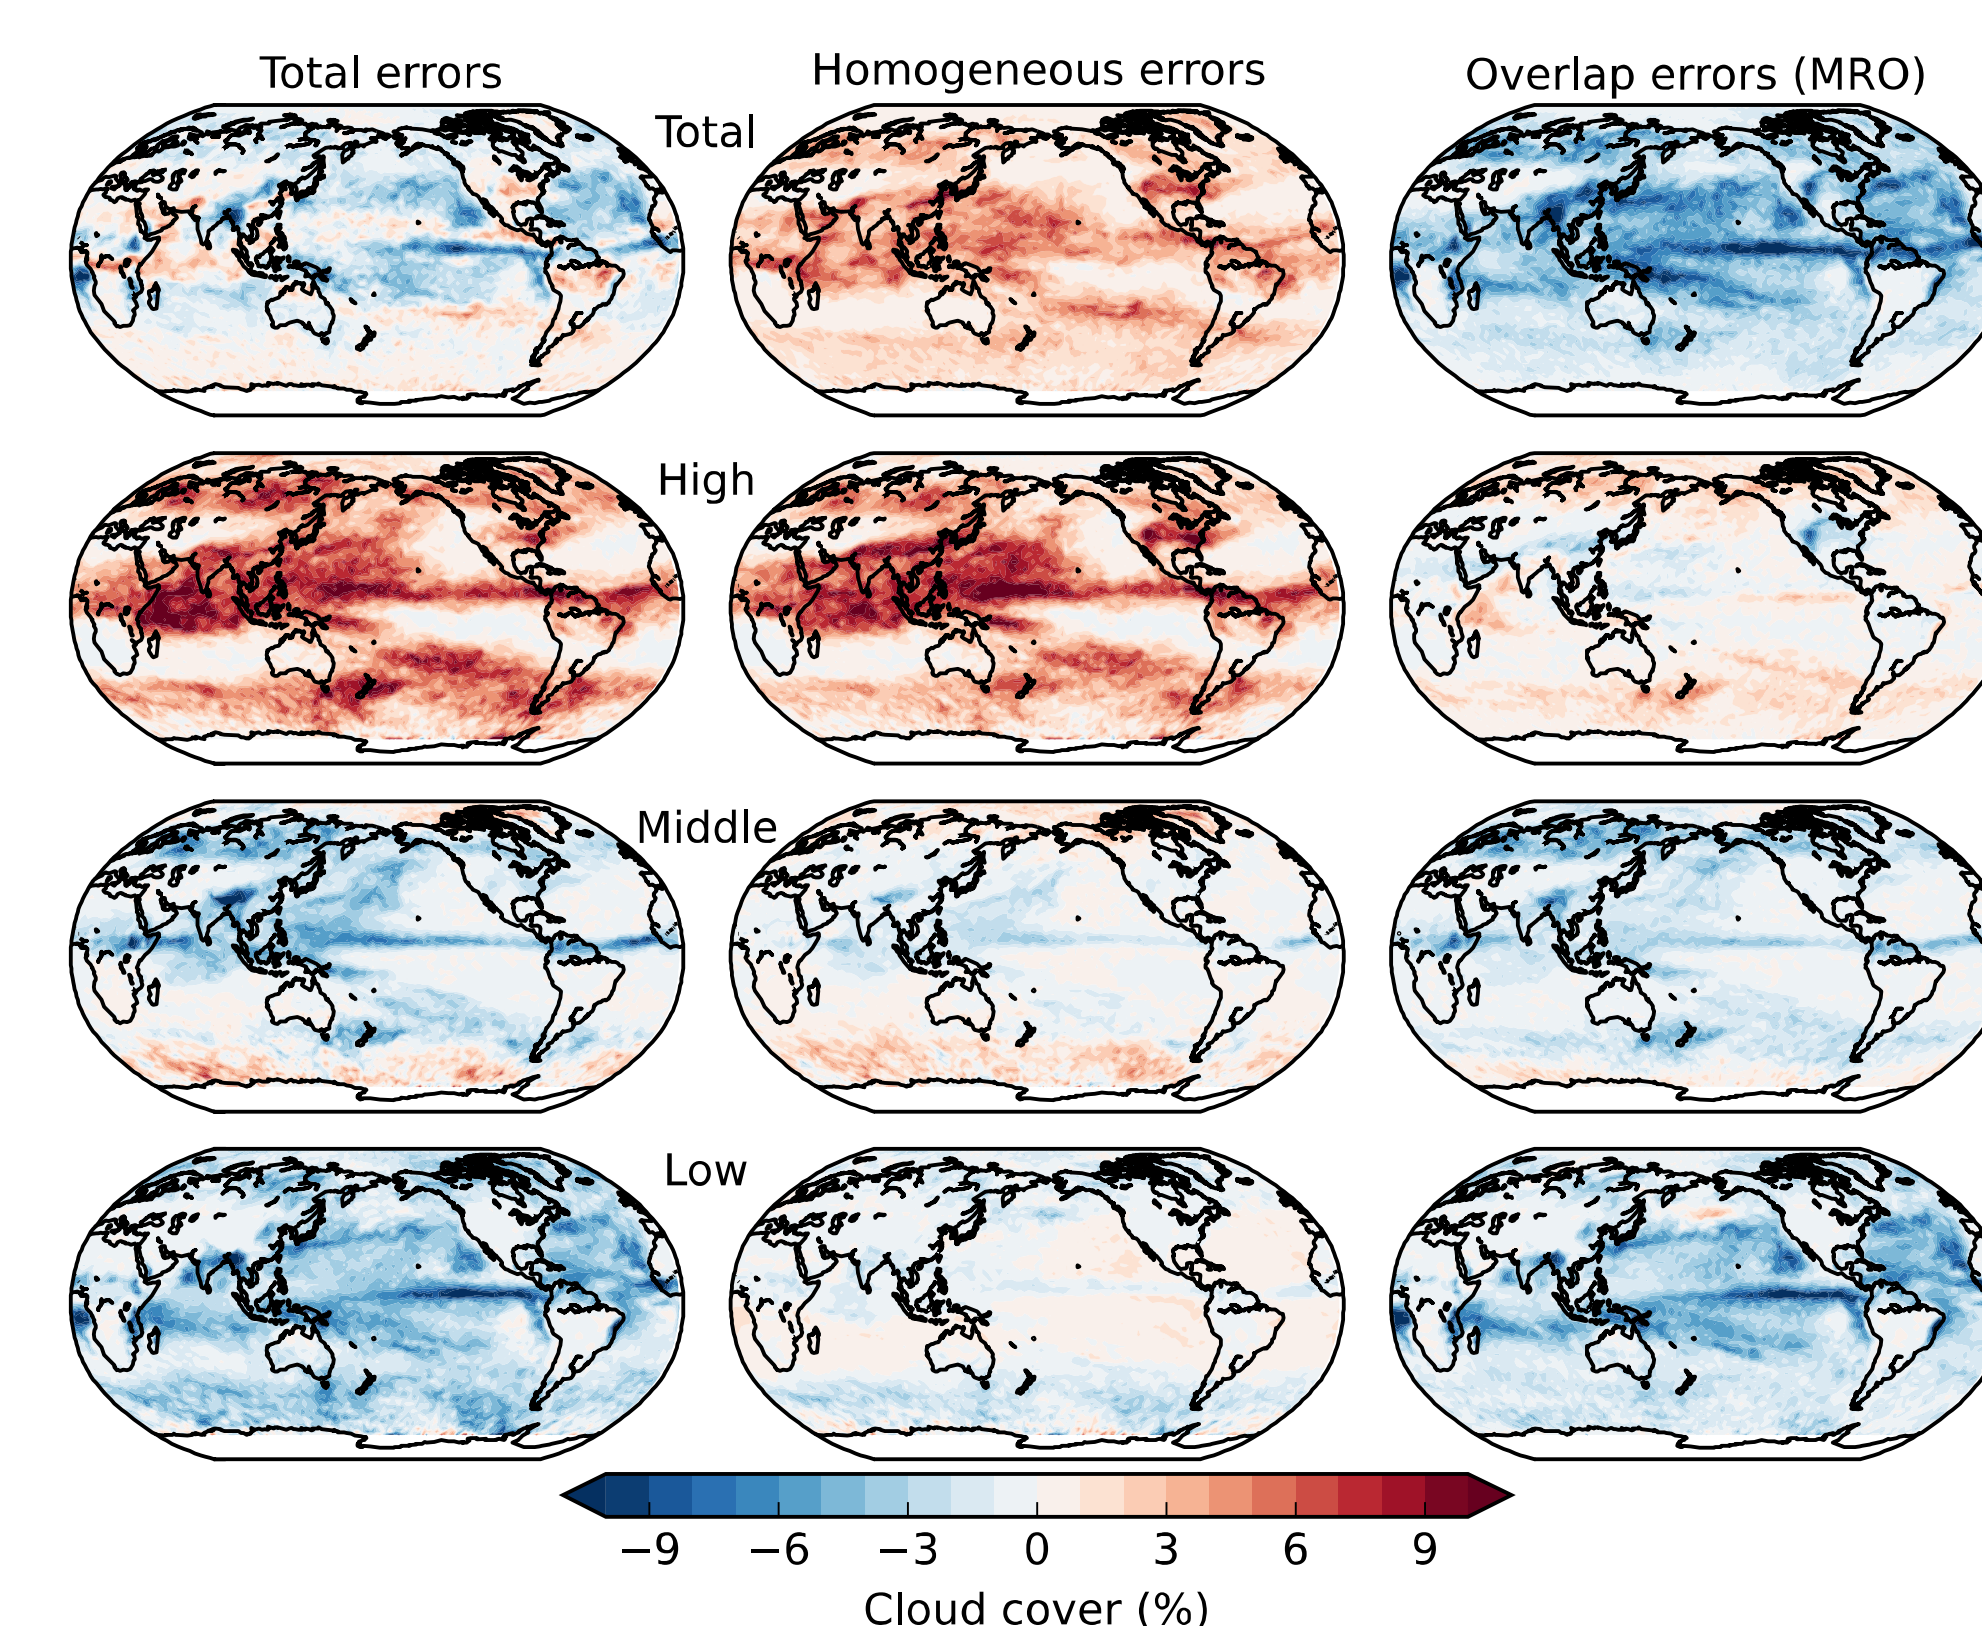 Total errors
Homogeneous errors
Overlap errors (MRO)
Total
High
Middle
Low
−9 −6 −3 0 3 6 9
Cloud cover (%)